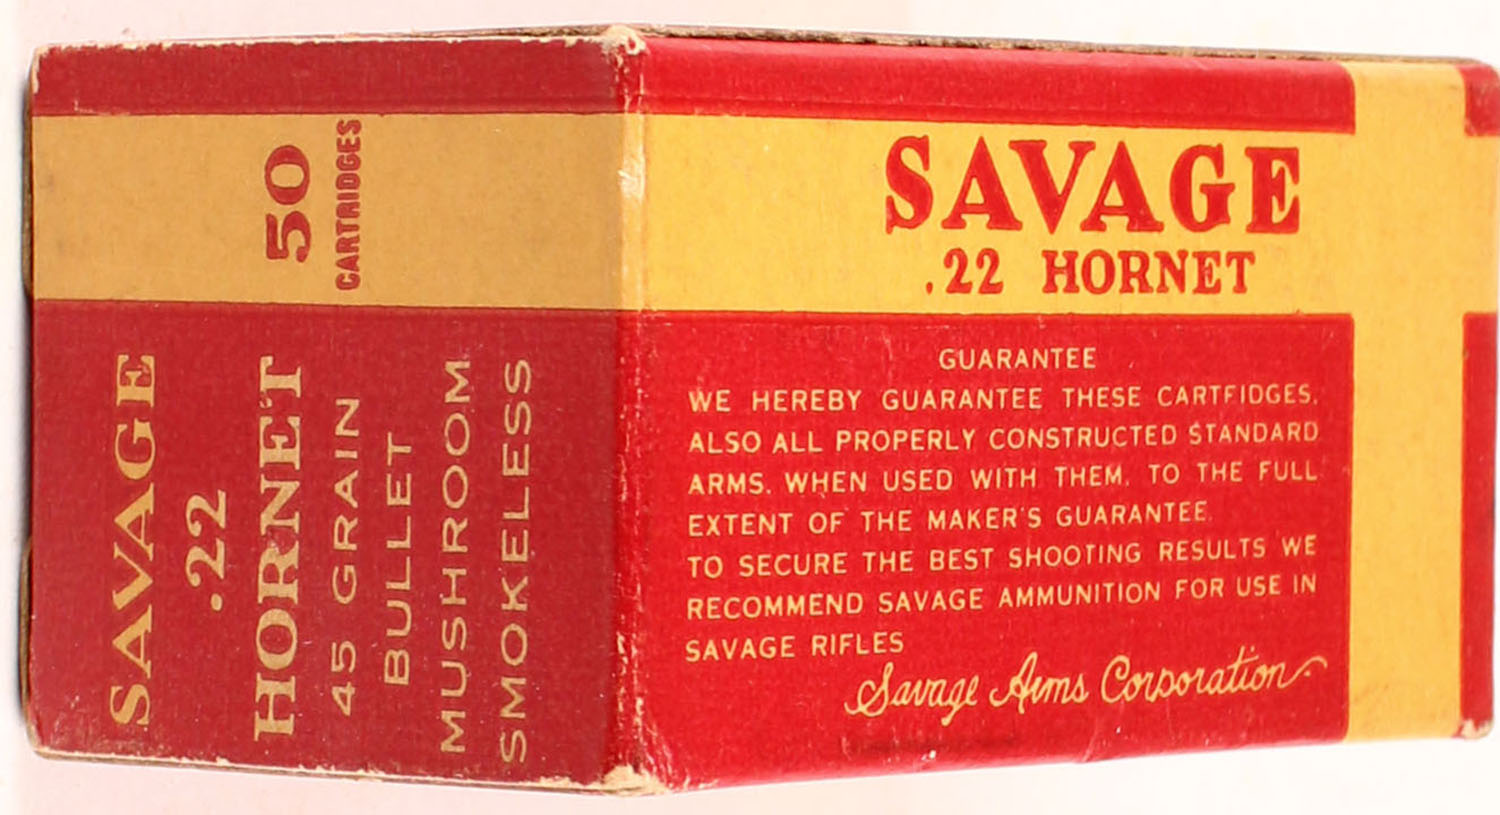 50
CARTRIDGES
SAVAGE
.22
HORNET
45 GRAIN
BULLET
MUSHROOM
SMOKELESS
SAVAGE
.22 HORNET
GUARANTEE
WE HEREBY GUARANTEE THESE CARTFIDGES,
ALSO ALL PROPERLY CONSTRUCTED STANDARD
ARMS, WHEN USED WITH THEM, TO THE FULL
EXTENT OF THE MAKER'S GUARANTEE.
TO SECURE THE BEST SHOOTING RESULTS WE
RECOMMEND SAVAGE AMMUNITION FOR USE IN
SAVAGE RIFLES
Savage Arms Corporation